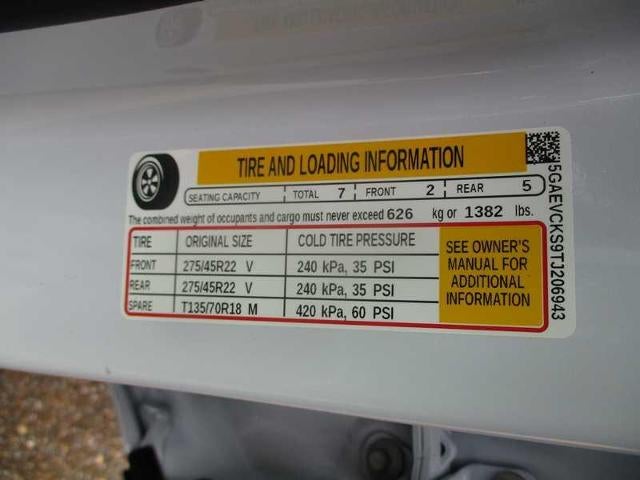 TIRE AND LOADING INFORMATION
SEATING CAPACITY TOTAL 7 FRONT 2 REAR 5
The combined weight of occupants and cargo must never exceed 626 kg or 1382 lbs.
TIRE ORIGINAL SIZE COLD TIRE PRESSURE
FRONT 275/45R22 V 240 kPa, 35 PSI
REAR 275/45R22 V 240 kPa, 35 PSI
SPARE T135/70R18 M 420 kPa, 60 PSI
SEE OWNER'S
MANUAL FOR
ADDITIONAL
INFORMATION
5GAEVCKS9TJ206943